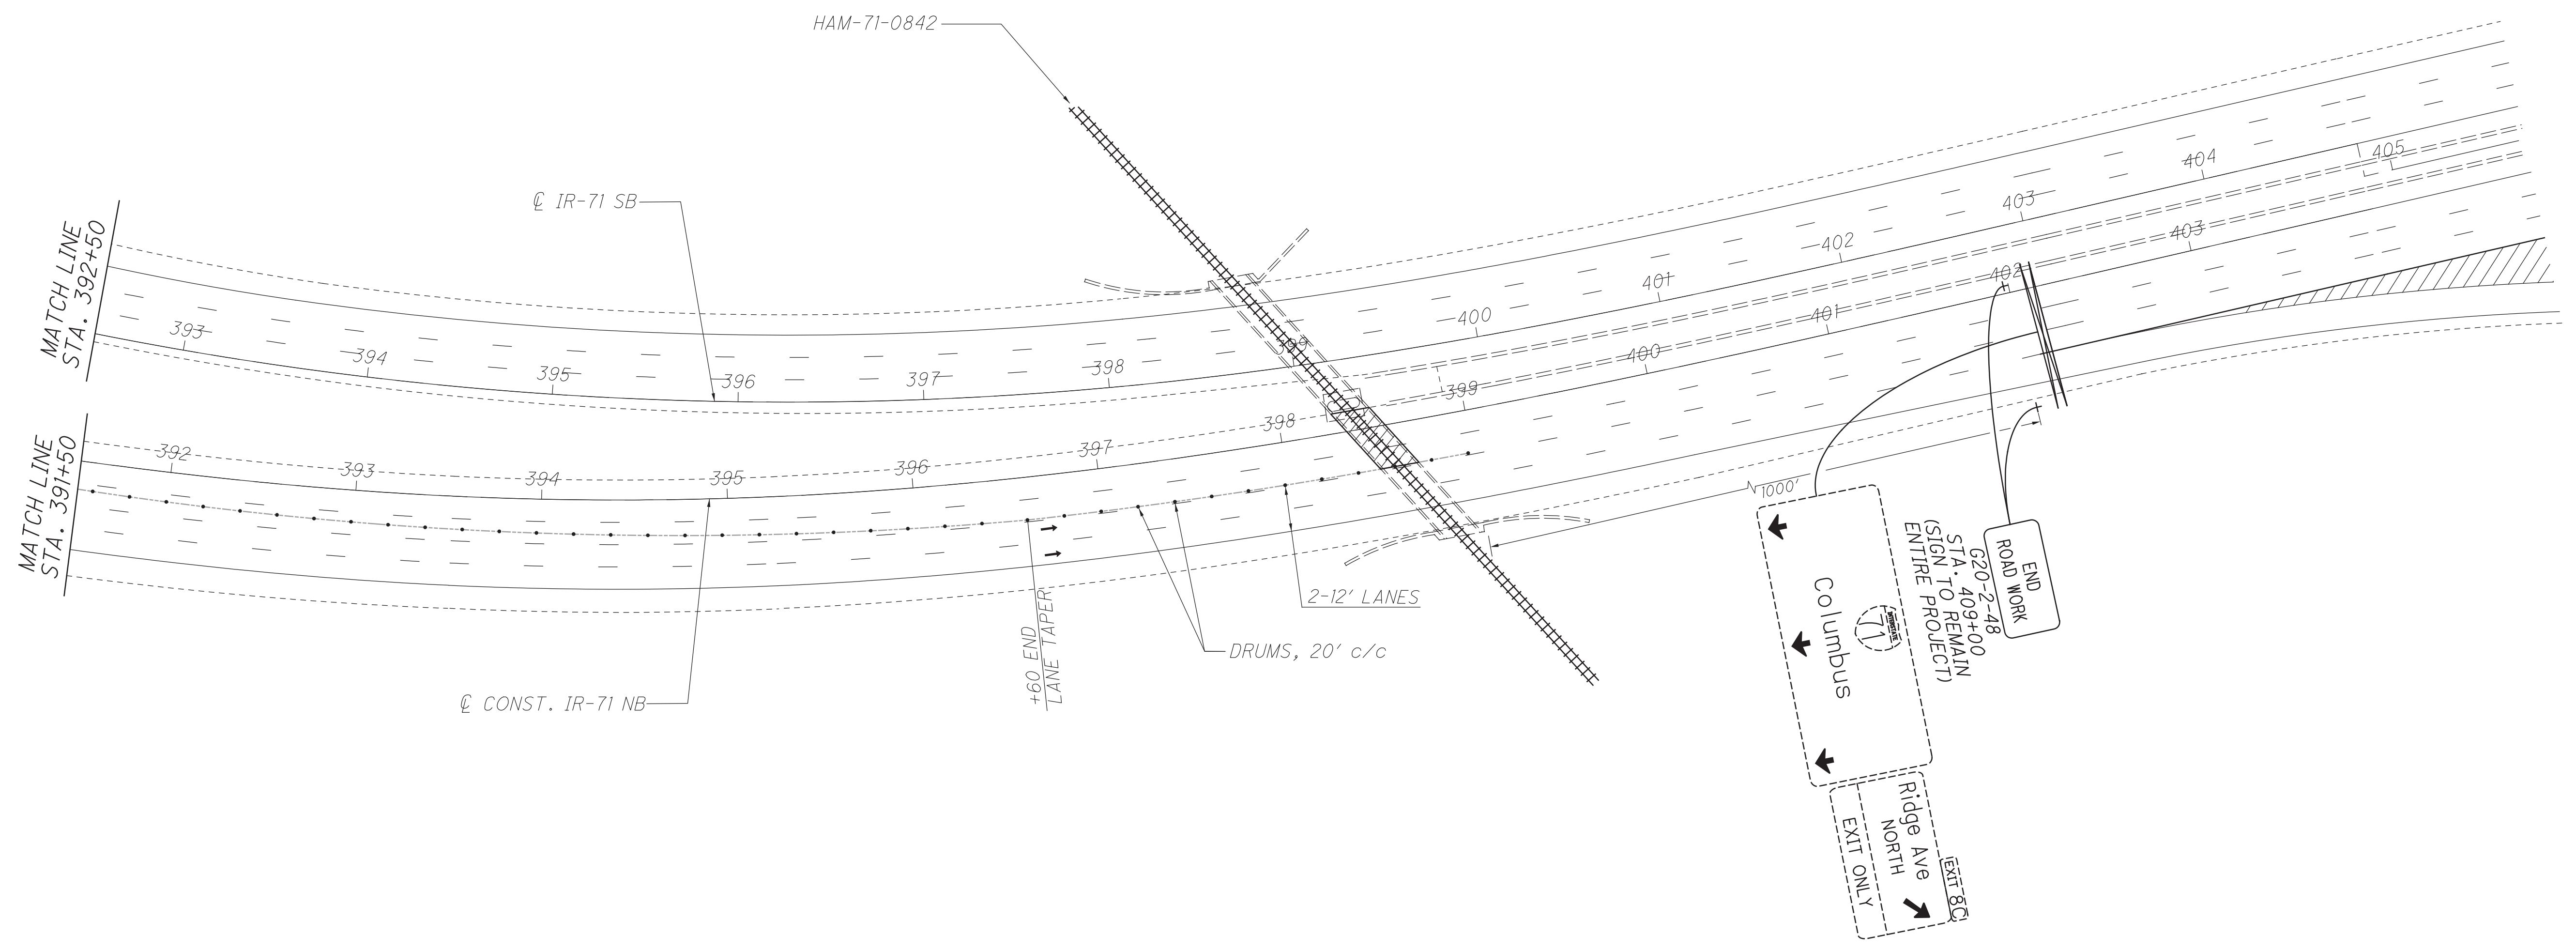 HAM-71-0842
℄ IR-71 SB
MATCH LINE
STA. 392+50
393
394
395
396
397
398
399
400
401
402
403
404
405
MATCH LINE
STA. 391+50
392
393
394
395
396
397
398
399
400
401
402
403
1000'
2-12' LANES
DRUMS, 20' c/c
+60 END
LANE TAPER
℄ CONST. IR-71 NB
END
ROAD WORK
G20-2-48
STA. 409+00
(SIGN TO REMAIN
ENTIRE PROJECT)
INTERSTATE
71
Columbus
EXIT 8C
Ridge Ave
NORTH
EXIT ONLY